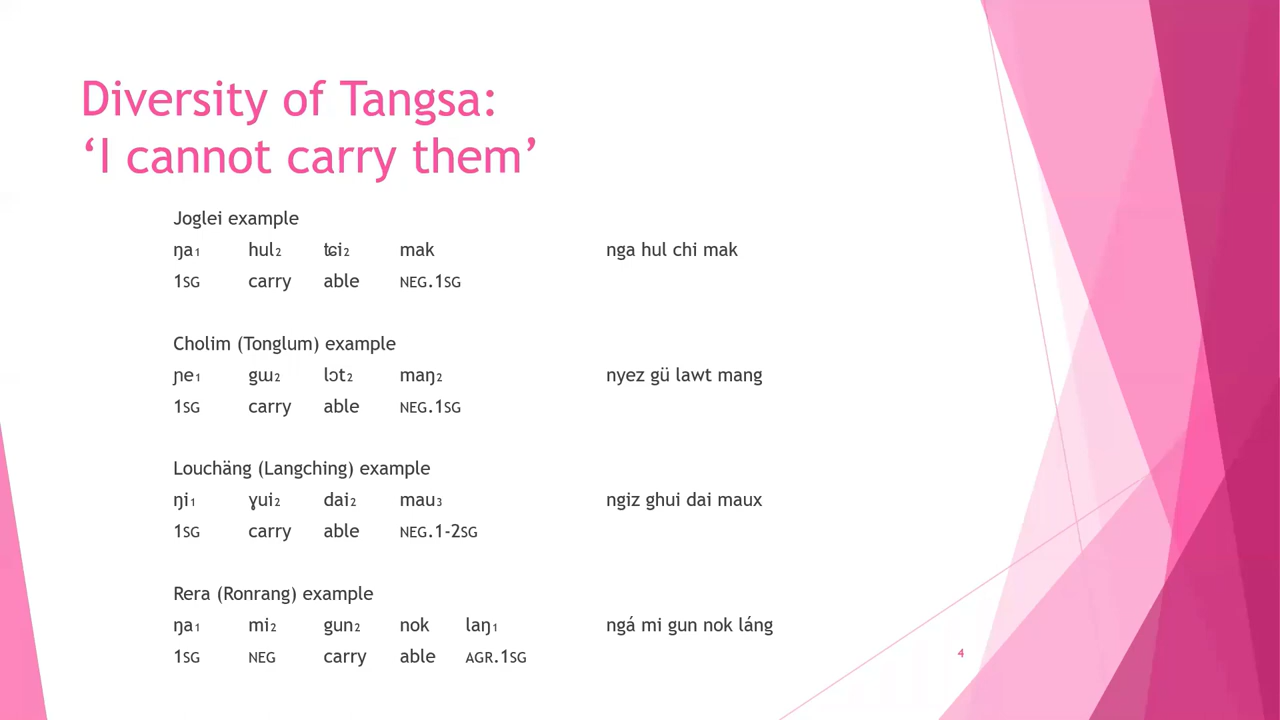 Diversity of Tangsa:
‘I cannot carry them’
Joglei example
ŋa₁ hul₂ ʨi₂ mak nga hul chi mak
1SG carry able NEG.1SG
Cholim (Tonglum) example
ɲe₁ gɯ₂ lɔt₂ maŋ₂ nyez gü lawt mang
1SG carry able NEG.1SG
Louchäng (Langching) example
ŋi₁ ɣui₂ dai₂ mau₃ ngiz ghui dai maux
1SG carry able NEG.1-2SG
Rera (Ronrang) example
ŋa₁ mi₂ gun₂ nok laŋ₁ ngá mi gun nok láng
1SG NEG carry able AGR.1SG
4